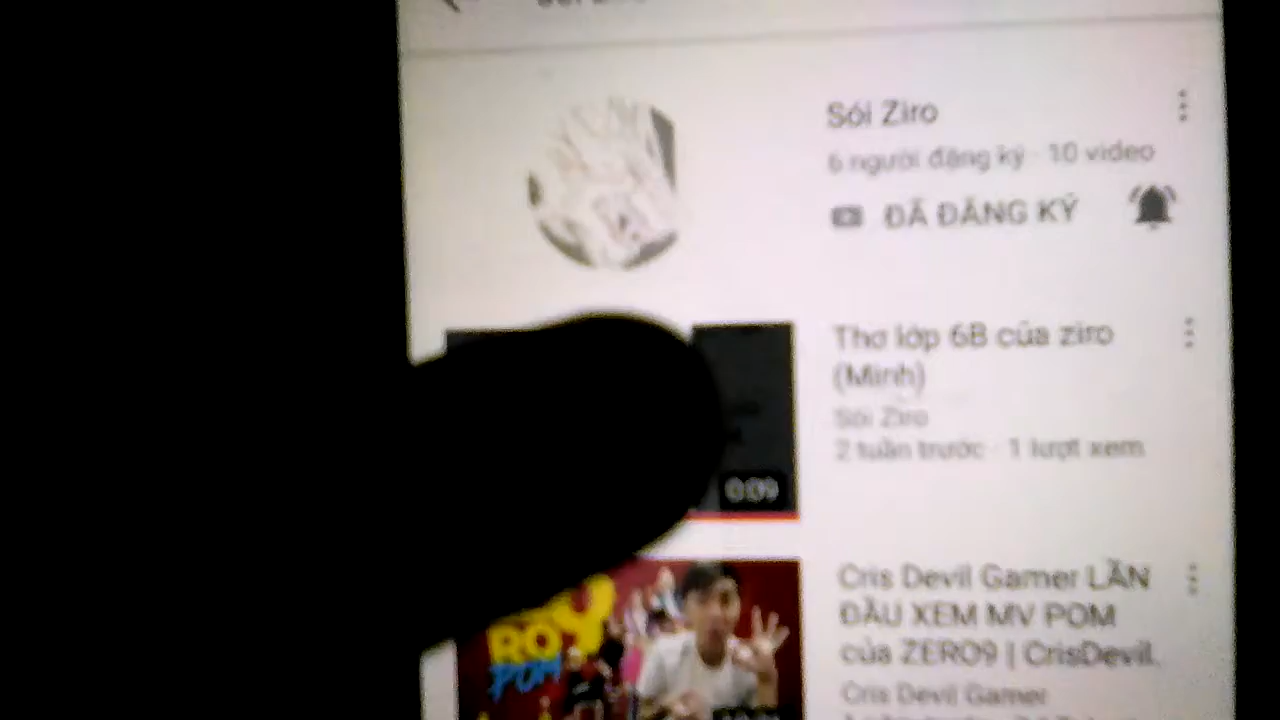 Sói Ziro
6 người đăng ký · 10 video
ĐÃ ĐĂNG KÝ
Thơ lớp 6B của ziro
(Minh)
Sói Ziro
2 tuần trước · 1 lượt xem
0:09
RO
POM
Cris Devil Gamer LẦN
ĐẦU XEM MV POM
của ZERO9 | CrisDevil.
Cris Devil Gamer